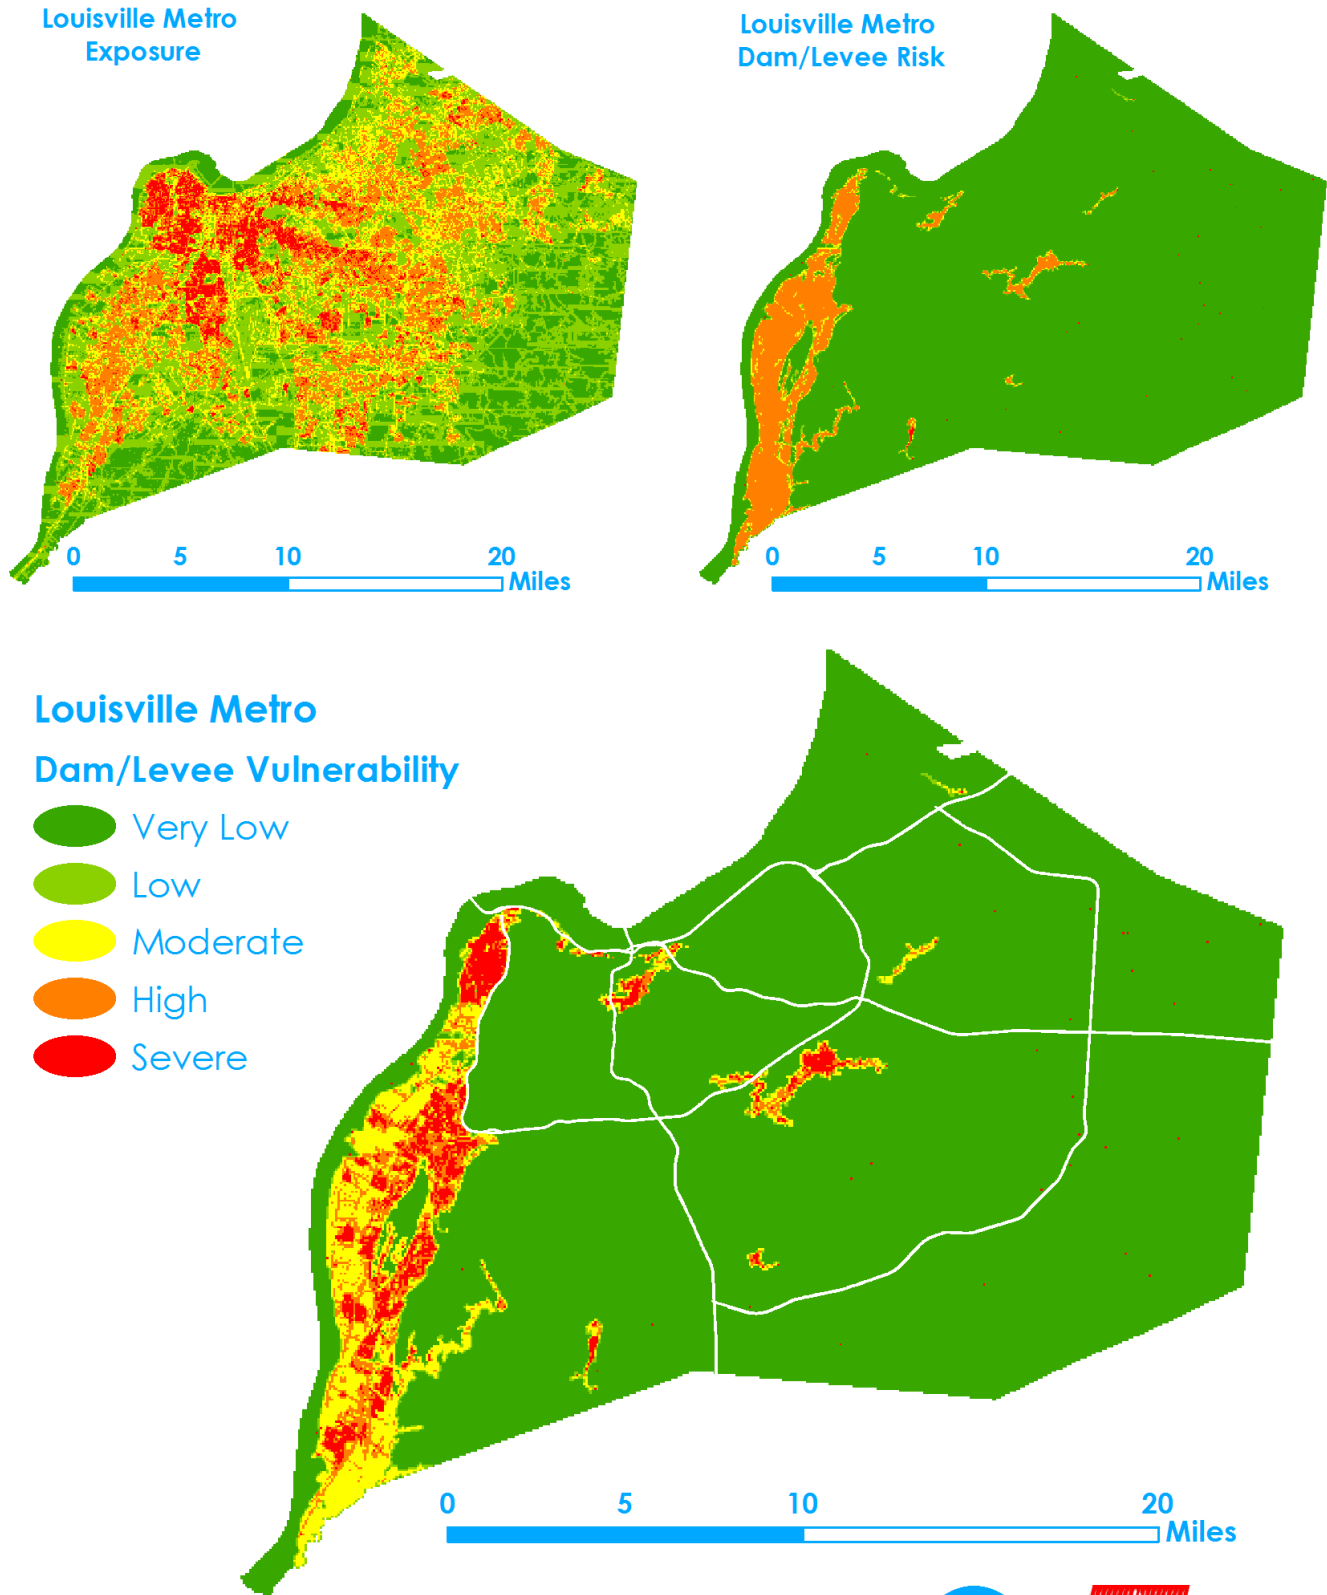 Louisville Metro
Exposure
Louisville Metro
Dam/Levee Risk
0 5 10 20
Miles
0 5 10 20
Miles
Louisville Metro
Dam/Levee Vulnerability
Very Low
Low
Moderate
High
Severe
0 5 10 20
Miles